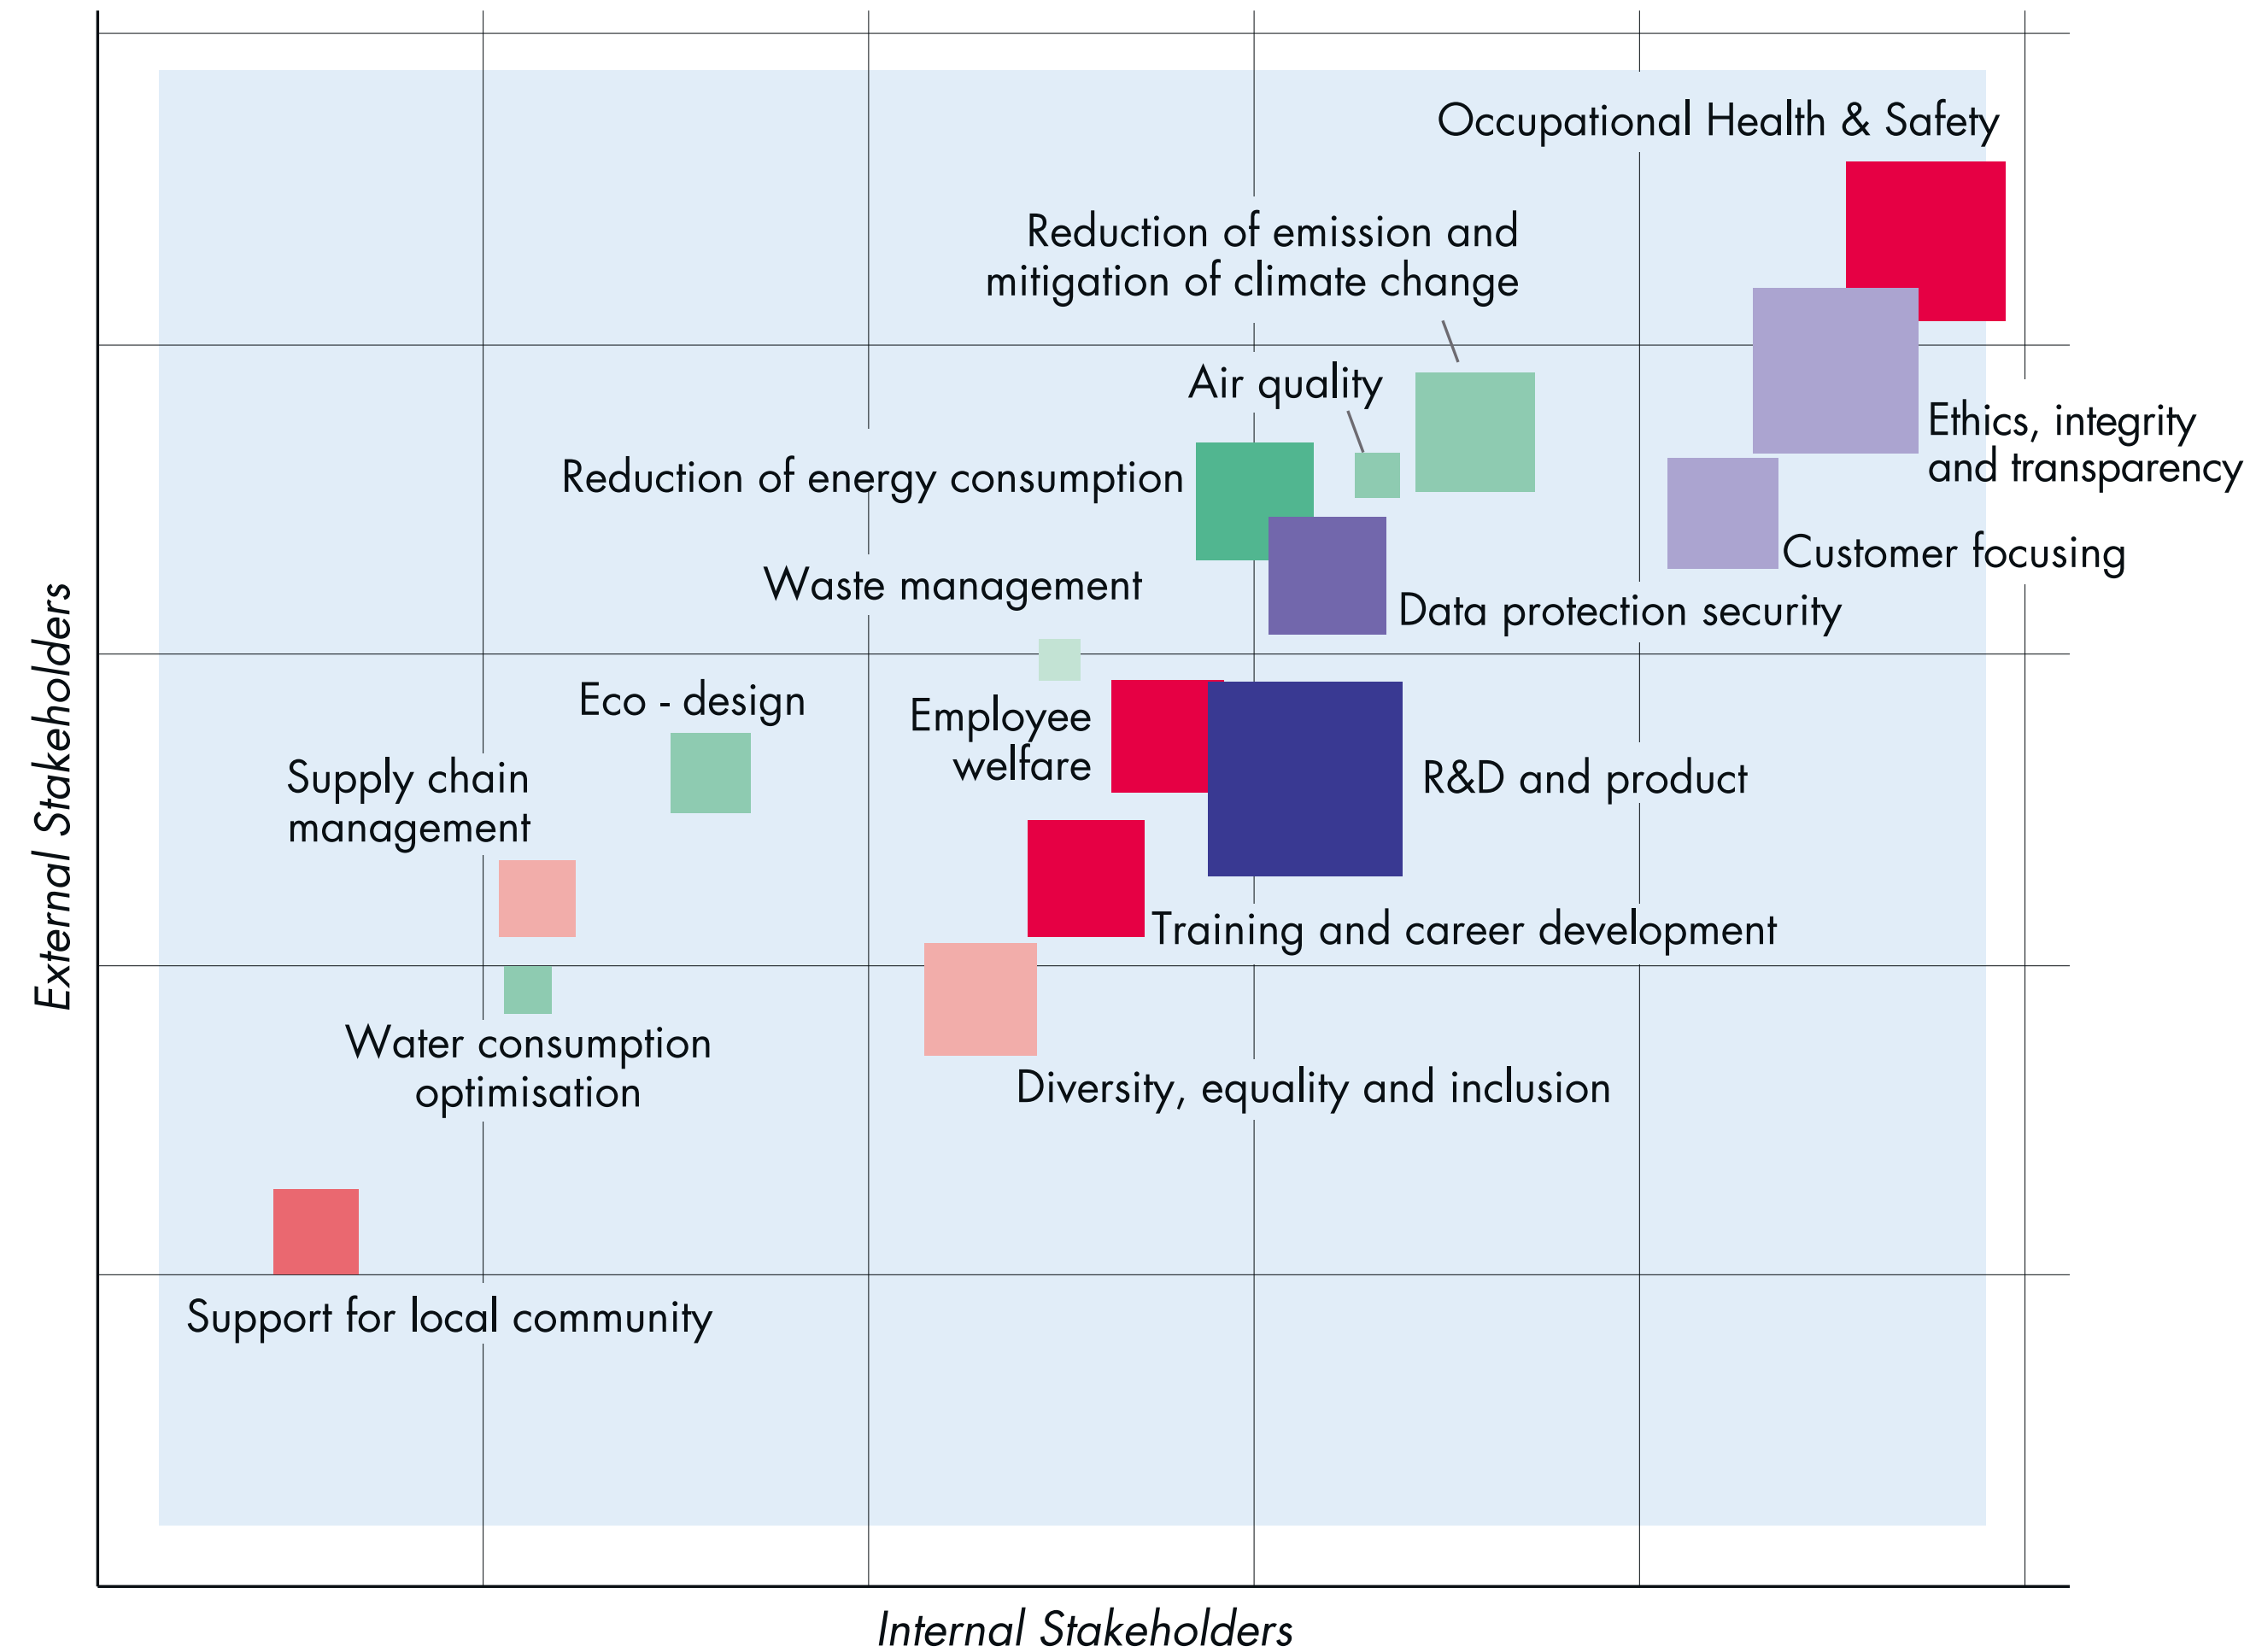 Occupational Health & Safety
Reduction of emission and
mitigation of climate change
Air quality
Ethics, integrity
and transparency
Reduction of energy consumption
Customer focusing
Waste management
Data protection security
Eco - design
Employee
welfare
Supply chain
management
R&D and product
Training and career development
Water consumption
optimisation
Diversity, equality and inclusion
Support for local community
External Stakeholders
Internal Stakeholders